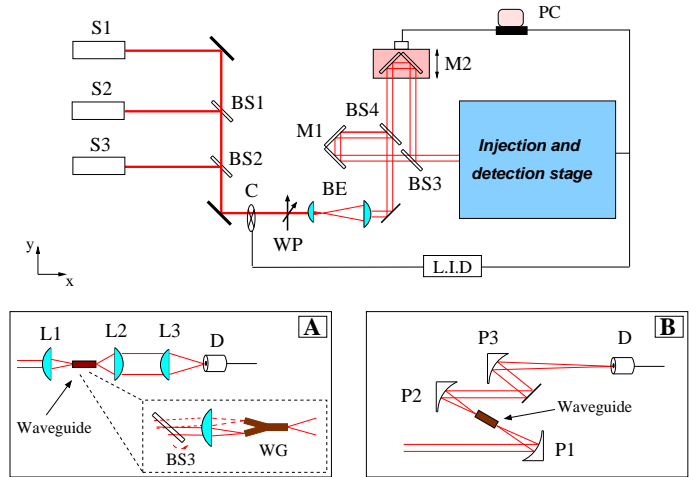 S1
PC
M2
S2
BS1
BS4
M1
S3
BS2
Injection and
detection stage
BS3
C
BE
WP
y
x
L.I.D
A
L1
L2
L3
D
Waveguide
BS3
WG
B
P3
D
P2
Waveguide
P1